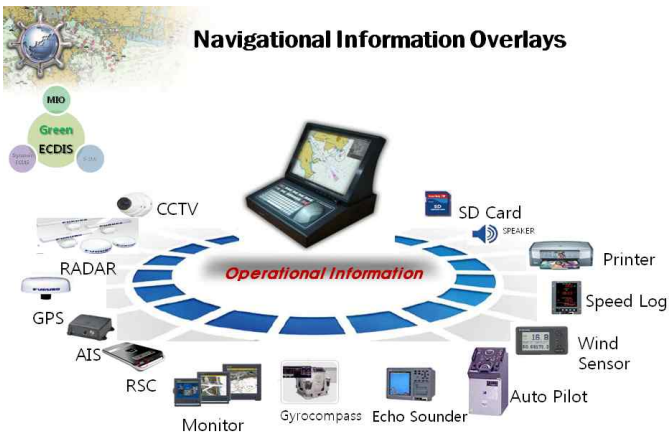 Navigational Information Overlays
MIO
Green
ECDIS
CCTV
SD Card
SPEAKER
RADAR
Operational Information
Printer
GPS
Speed Log
AIS
Wind
Sensor
RSC
Auto Pilot
Monitor
Gyrocompass
Echo Sounder